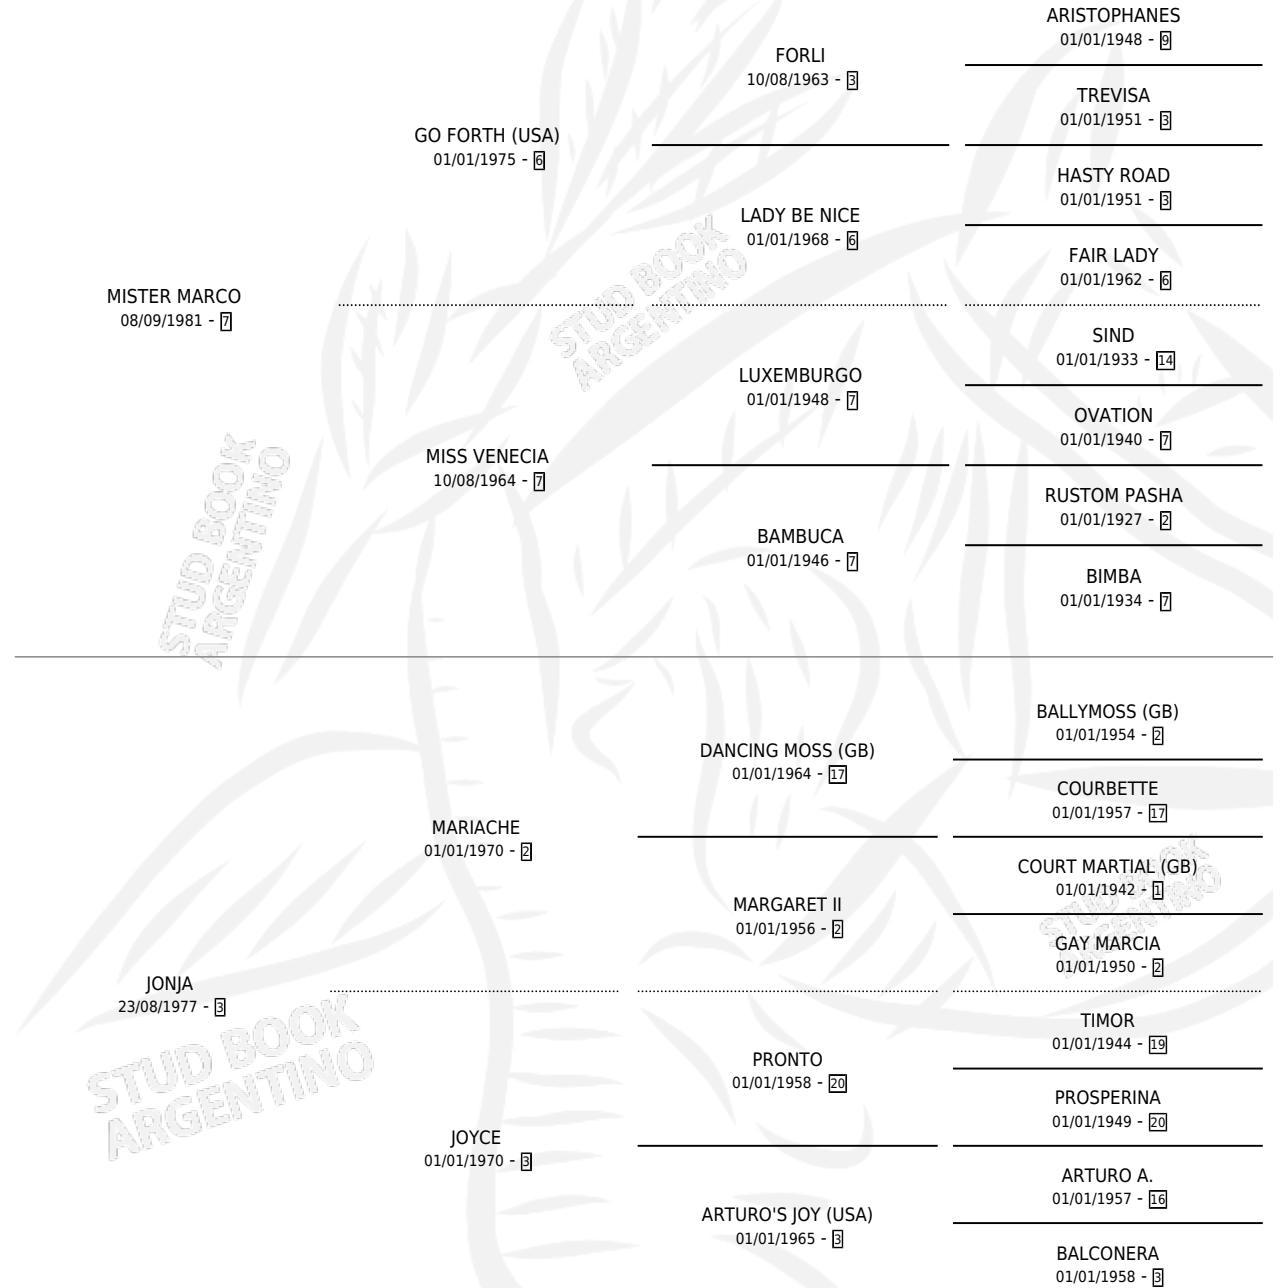 ARISTOPHANES
01/01/1948 - 9
FORLI
10/08/1963 - 3
TREVISA
01/01/1951 - 3
GO FORTH (USA)
01/01/1975 - 6
HASTY ROAD
01/01/1951 - 3
LADY BE NICE
01/01/1968 - 6
FAIR LADY
01/01/1962 - 6
MISTER MARCO
08/09/1981 - 7
STUD BOOK
ARGENTINO
SIND
01/01/1933 - 14
LUXEMBURGO
01/01/1948 - 7
OVATION
01/01/1940 - 7
MISS VENECIA
10/08/1964 - 7
RUSTOM PASHA
01/01/1927 - 2
BAMBUCA
01/01/1946 - 7
BIMBA
01/01/1934 - 7
STUD BOOK
ARGENTINO
BALLYMOSS (GB)
01/01/1954 - 2
DANCING MOSS (GB)
01/01/1964 - 17
COURBETTE
01/01/1957 - 17
MARIACHE
01/01/1970 - 2
COURT MARTIAL (GB)
01/01/1942 - 1
MARGARET II
01/01/1956 - 2
GAY MARCIA
01/01/1950 - 2
STUD BOOK
ARGENTINO
JONJA
23/08/1977 - 3
TIMOR
01/01/1944 - 19
PRONTO
01/01/1958 - 20
PROSPERINA
01/01/1949 - 20
STUD BOOK
ARGENTINO
JOYCE
01/01/1970 - 3
ARTURO A.
01/01/1957 - 16
ARTURO'S JOY (USA)
01/01/1965 - 3
BALCONERA
01/01/1958 - 3